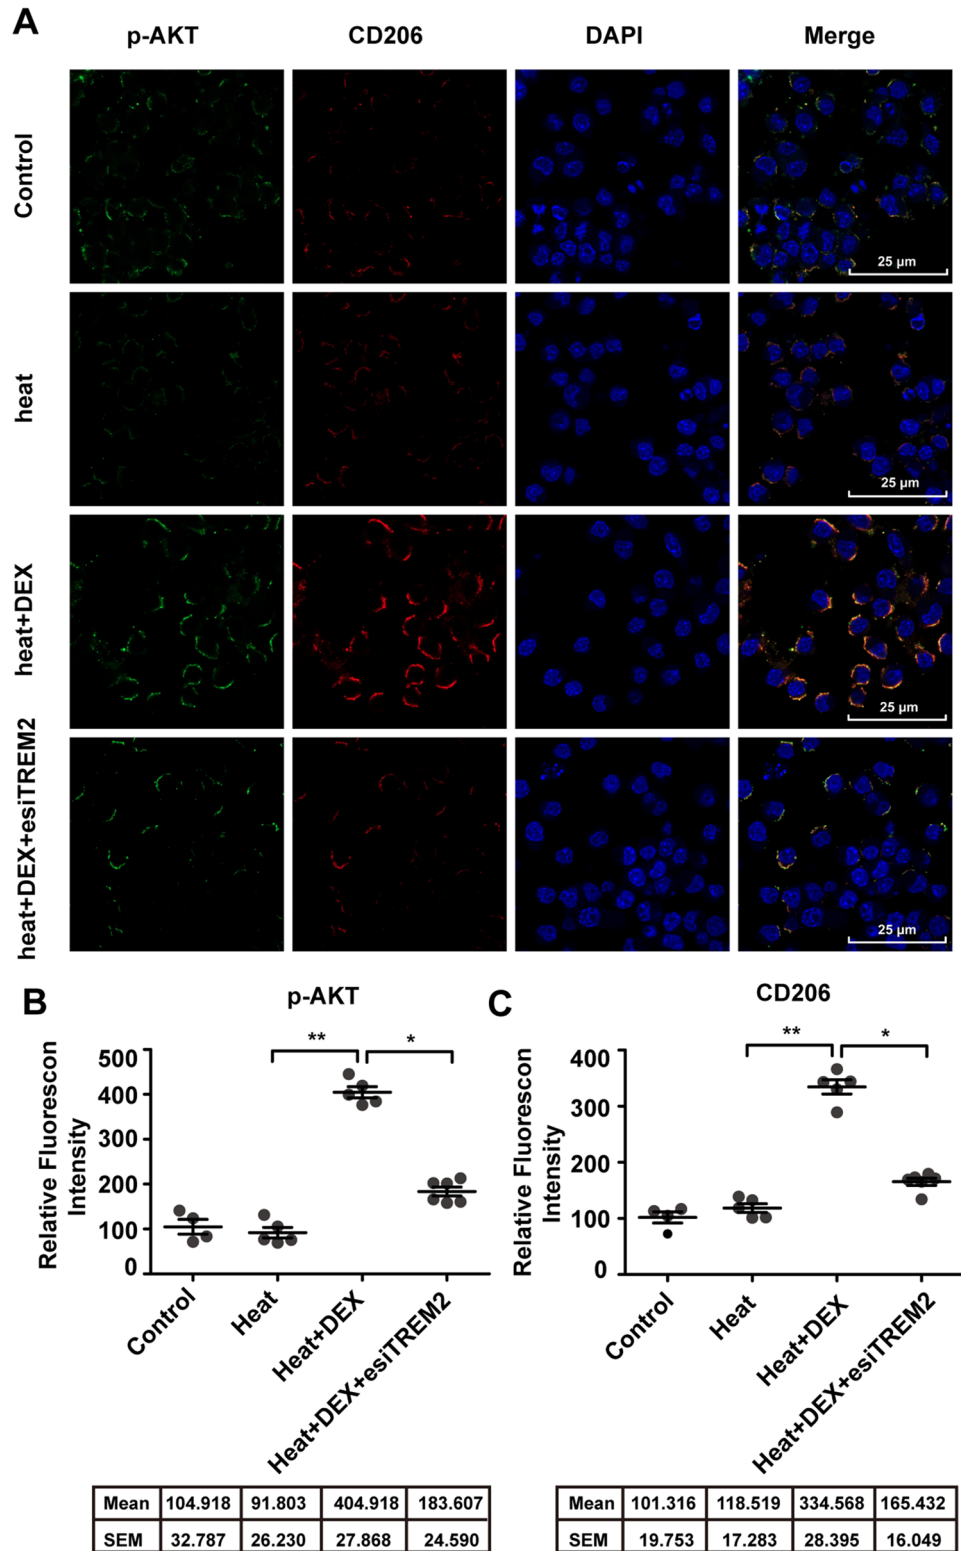 A
p-AKT CD206 DAPI Merge
Control
25 µm
heat
25 µm
heat+DEX
25 µm
heat+DEX+esiTREM2
25 µm
B
p-AKT
Relative Fluorescon
Intensity
500
400
300
200
100
0
** *
Control
Heat
Heat+DEX
Heat+DEX+esiTREM2
Mean 104.918 91.803 404.918 183.607
SEM 32.787 26.230 27.868 24.590
C
CD206
Relative Fluorescon
Intensity
400
300
200
100
0
** *
Control
Heat
Heat+DEX
Heat+DEX+esiTREM2
Mean 101.316 118.519 334.568 165.432
SEM 19.753 17.283 28.395 16.049